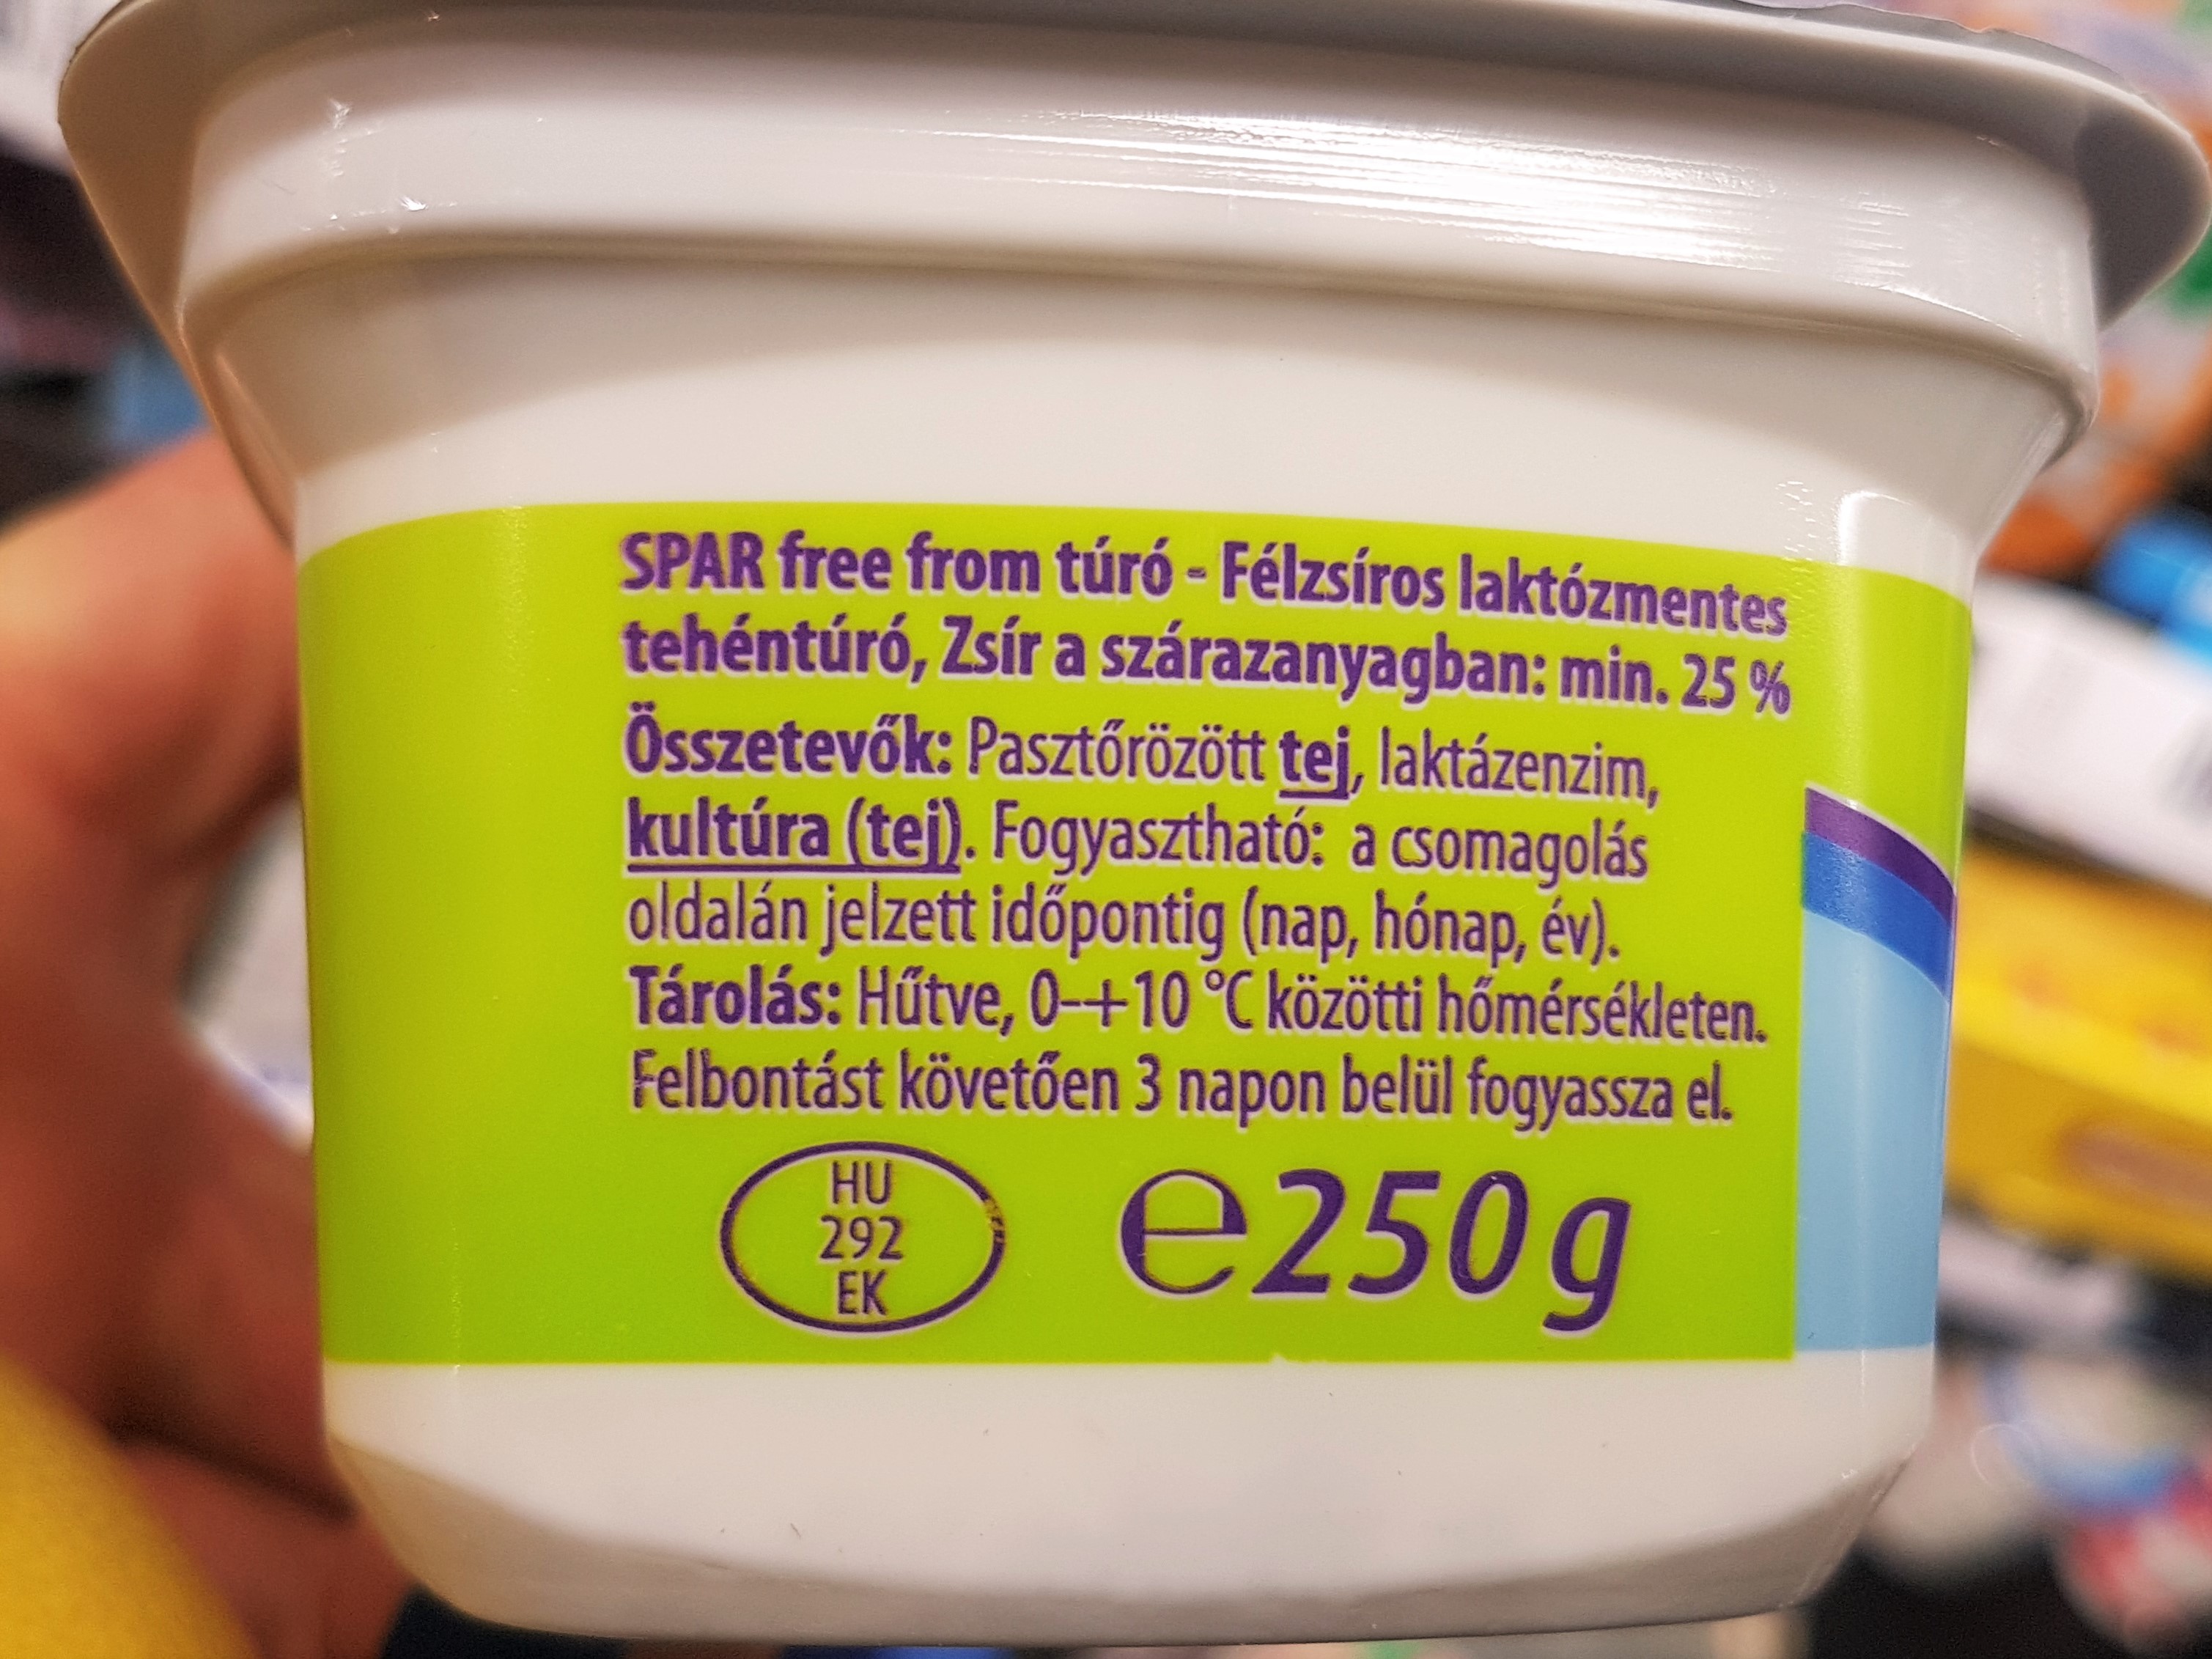 SPAR free from túró - Félzsíros laktózmentes
tehéntúró, Zsír a szárazanyagban: min. 25 %
Összetevők: Pasztőrözött tej, laktázenzim,
kultúra (tej). Fogyasztható: a csomagolás
oldalán jelzett időpontig (nap, hónap, év).
Tárolás: Hűtve, 0-+10 °C közötti hőmérsékleten.
Felbontást követően 3 napon belül fogyassza el.
HU
292
EK
℮250 g